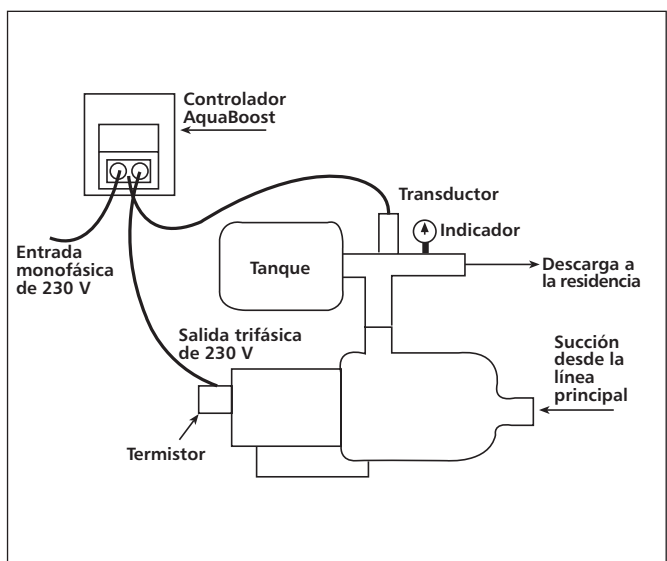 Controlador
AquaBoost
Transductor
Indicador
Entrada
monofásica
de 230 V
Tanque
Descarga a
la residencia
Salida trifásica
de 230 V
Succión
desde la
línea
principal
Termistor